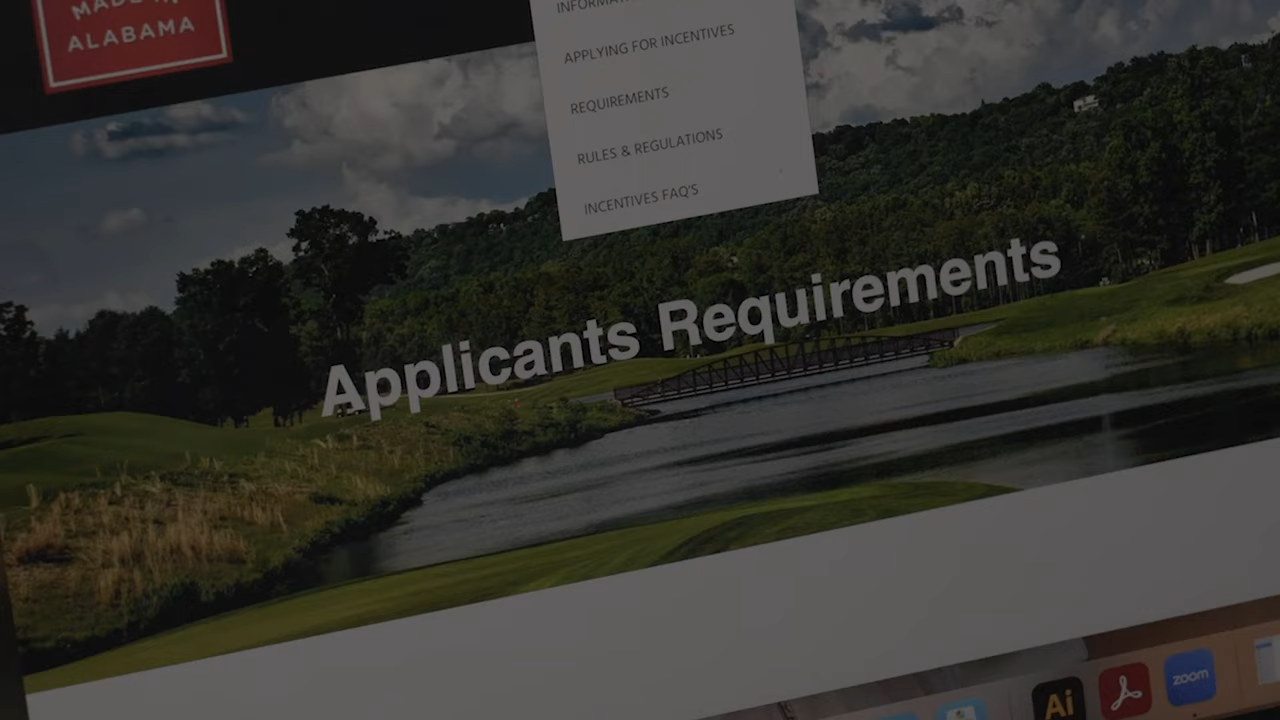 MADE IN
ALABAMA
APPLYING FOR INCENTIVES
REQUIREMENTS
RULES & REGULATIONS
INCENTIVES FAQ'S
Applicants Requirements
Ai
zoom